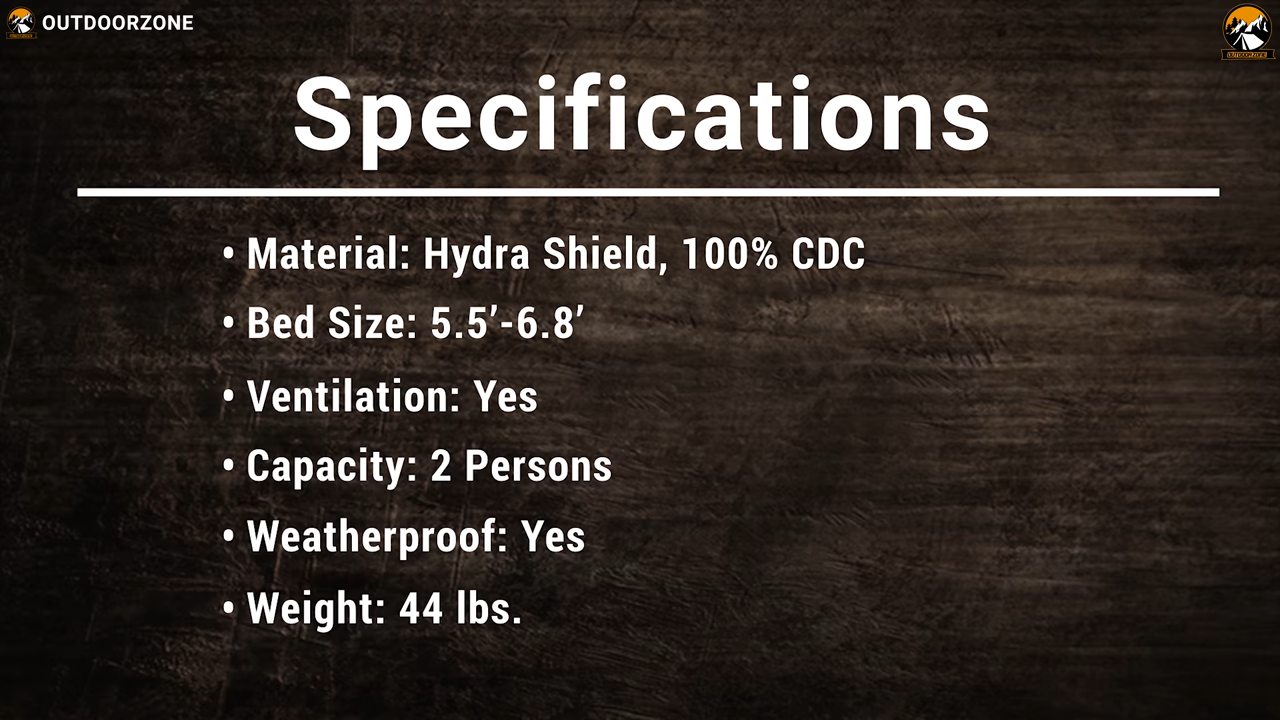 OUTDOORZONE
OUTDOORZONE
Specifications
• Material: Hydra Shield, 100% CDC
• Bed Size: 5.5’-6.8’
• Ventilation: Yes
• Capacity: 2 Persons
• Weatherproof: Yes
• Weight: 44 lbs.